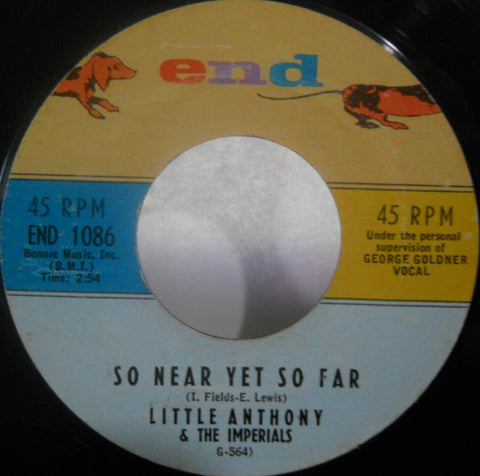 end
45 RPM
END 1086
Bonnie Music, Inc.
(B.M.I.)
Time: 2:54
45 RPM
Under the personal
supervision of
GEORGE GOLDNER
VOCAL
SO NEAR YET SO FAR
(I. Fields-E. Lewis)
LITTLE ANTHONY
& THE IMPERIALS
G-564)